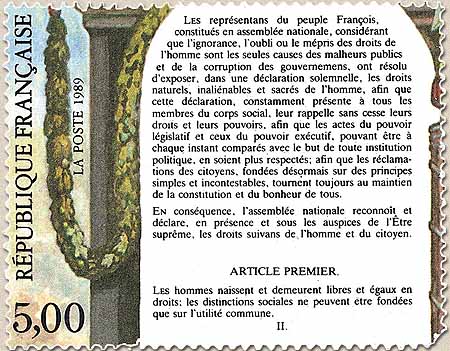 RÉPUBLIQUE FRANÇAISE
LA POSTE 1989
5,00
Les représentans du peuple François,
constitués en assemblée nationale, considérant
que l'ignorance, l'oubli ou le mépris des droits de
l'homme sont les seules causes des malheurs publics
et de la corruption des gouvernemens, ont résolu
d'exposer, dans une déclaration solemnelle, les droits
naturels, inaliénables et sacrés de l'homme, afin que
cette déclaration, constamment présente à tous les
membres du corps social, leur rappelle sans cesse leurs
droits et leurs pouvoirs, afin que les actes du pouvoir
législatif et ceux du pouvoir exécutif, pouvant être à
chaque instant comparés avec le but de toute institution
politique, en soient plus respectés; afin que les réclama-
tions des citoyens, fondées désormais sur des principes
simples et incontestables, tournent toujours au maintien
de la constitution et du bonheur de tous.
En conséquence, l'assemblée nationale reconnoit et
déclare, en présence et sous les auspices de l'Être
suprême, les droits suivans de l'homme et du citoyen.
ARTICLE PREMIER.
Les hommes naissent et demeurent libres et égaux en
droits; les distinctions sociales ne peuvent être fondées
que sur l'utilité commune.
II.